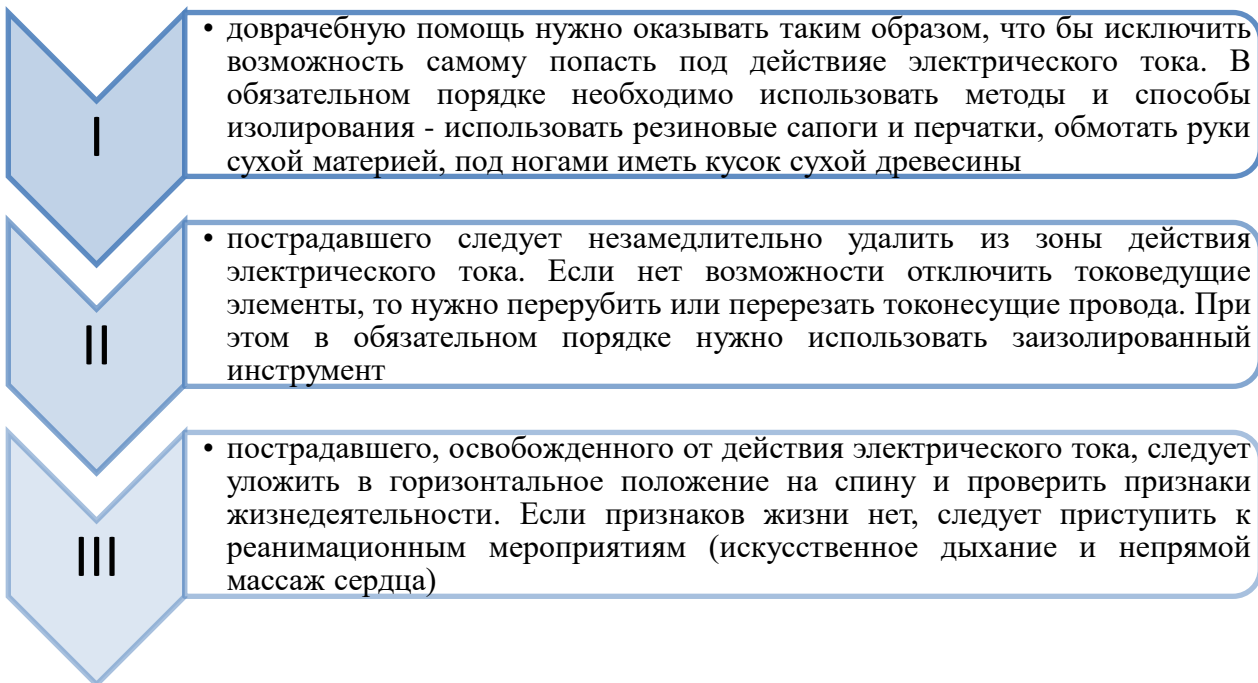 I
• доврачебную помощь нужно оказывать таким образом, что бы исключить
возможность самому попасть под действияе электрического тока. В
обязательном порядке необходимо использовать методы и способы
изолирования - использовать резиновые сапоги и перчатки, обмотать руки
сухой материей, под ногами иметь кусок сухой древесины
II
• пострадавшего следует незамедлительно удалить из зоны действия
электрического тока. Если нет возможности отключить токоведущие
элементы, то нужно перерубить или перерезать токонесущие провода. При
этом в обязательном порядке нужно использовать заизолированный
инструмент
III
• пострадавшего, освобожденного от действия электрического тока, следует
уложить в горизонтальное положение на спину и проверить признаки
жизнедеятельности. Если признаков жизни нет, следует приступить к
реанимационным мероприятиям (искусственное дыхание и непрямой
массаж сердца)